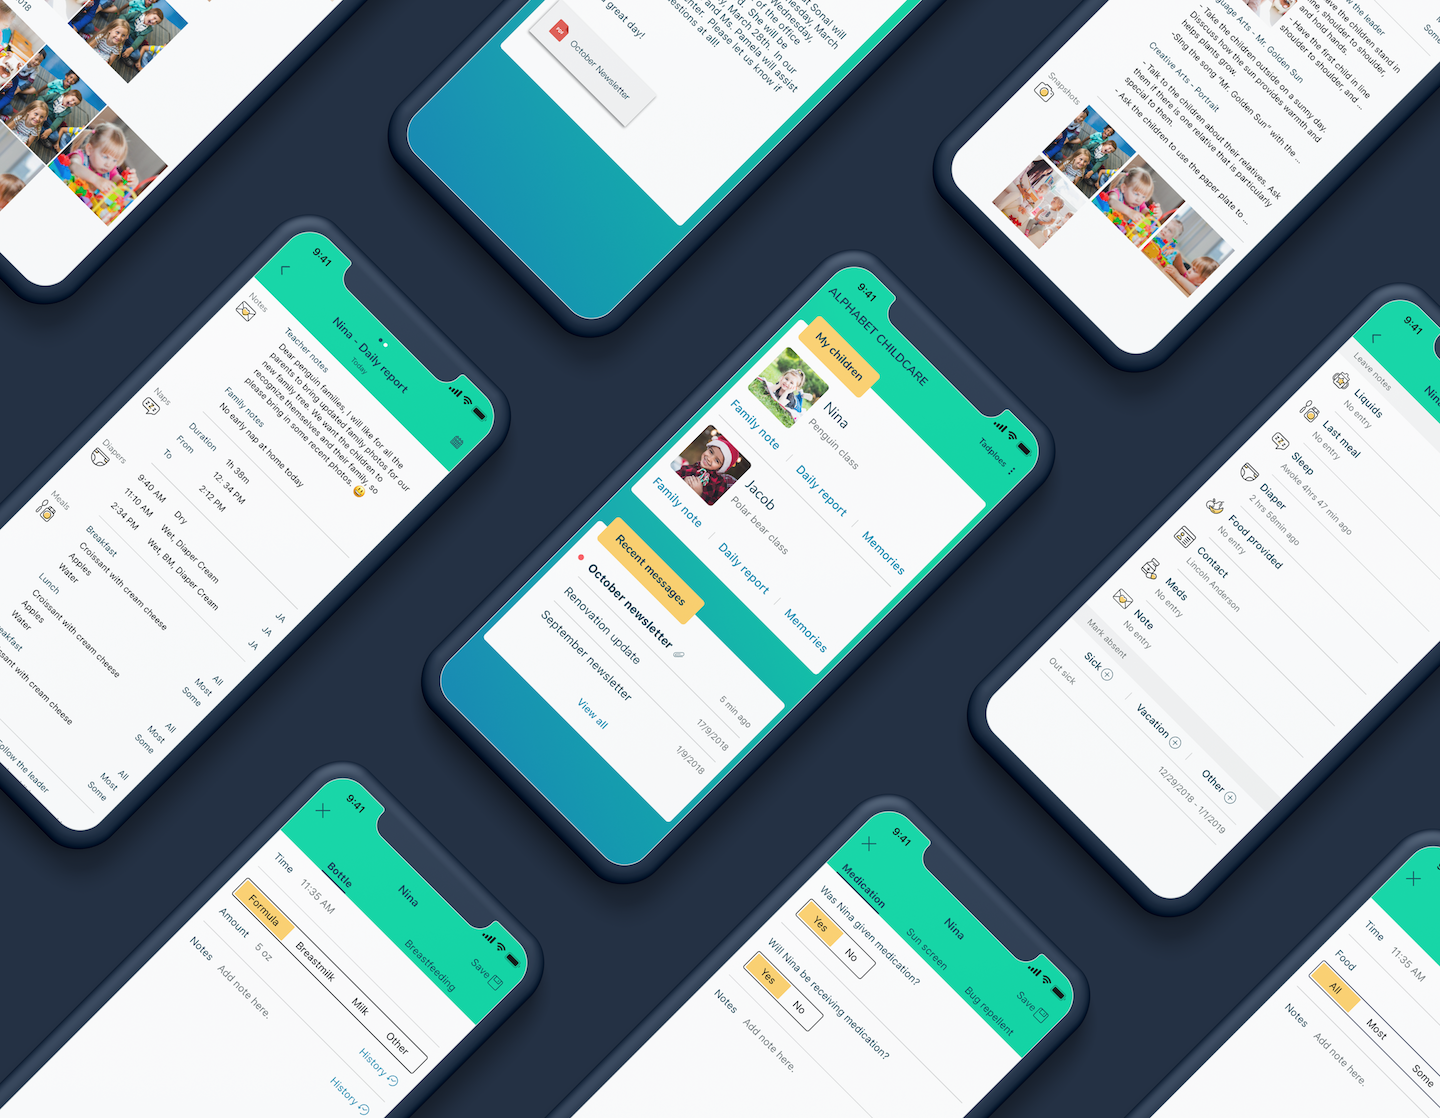 2018
at Sonal will
esday, March
Wednesday,
. She will be
of the office
y, March 28th. In our
nter. Please let us know if
and Ms Pamela will assist
estions at all!
great day!
PDF
October Newsletter
ow the leader
ne, shoulder to shoulder,
and hold hands.
- Have the first child in line
shoulder to shoulder,
Some
guage Arts - Mr. Golden Sun
- Take the children outside on a sunny day.
Disscuss how the sun provides warmth and
helps plants grow.
-Sing the song "Mr. Golden Sun" with the ...
Creative Arts - Portrait
- Talk to the children about their relatives. Ask
them if there is one relative that is particularly
special to them.
- Ask the children to use the paper plate to ...
Snapshots
9:41
Nina - Daily report
Today
Notes
Teacher notes
Dear penguin families, I will like for all the
parents to bring updated family photos for our
new family tree. We want the children to
recognize themselves and their family, so
please bring in some recent photos. 😃
Family notes
No early nap at home today
Naps
Duration
1h 38m
From
12: 34 PM
To
2:12 PM
Diapers
9:40 AM
Dry
11:10 AM
Wet, Diaper Cream
JA
2:34 PM
Wet, BM, Diaper Cream
JA
JA
Meals
Breakfast
Croissant with cream cheese
All
Apples
Most
Water
Some
Lunch
Croissant with cream cheese
All
Apples
Most
Water
Some
Breakfast
issant with cream cheese
All
Most
Some
Follow the leader
9:41
ALPHABET CHILDCARE
Tadploes
My children
Nina
Penguin class
Family note
Daily report
Memories
Jacob
Polar bear class
Family note
Daily report
Memories
Recent messages
October newsletter
5 min ago
Renovation update
17/9/2018
September newsletter
1/9/2018
View all
9:41
Nina
Leave notes
Liquids
No entry
Last meal
No entry
Sleep
Awoke 4hrs 47 min ago
Diaper
2 hrs 58min ago
Food provided
No entry
Contact
Lincoln Anderson
Meds
No entry
Note
No entry
Mark absent
Sick
Vacation
Other
Out sick
12/29/2018 - 1/1/2019
9:41
Nina
Save
Bottle
Breastfeeding
Time
11:35 AM
Formula
Breastmilk
Milk
Other
Amount
5 oz
History
Notes
Add note here.
History
9:41
Nina
Save
Medication
Sun screen
Bug repellent
Was Nina given medication?
Yes
No
Will Nina be receiving medication?
Yes
No
Notes
Add note here.
Time
11:35 AM
Food
All
Most
Some
Notes
Add note here.